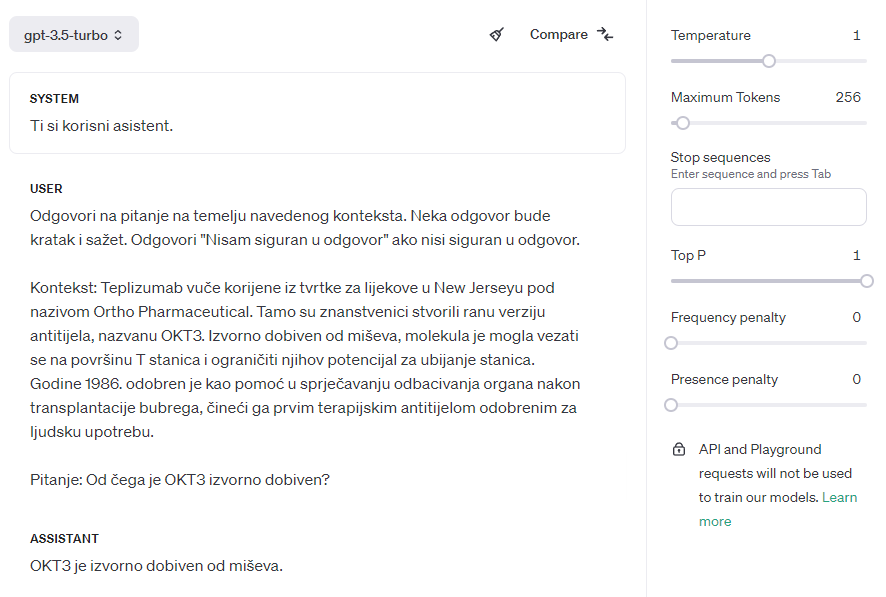 gpt-3.5-turbo
Compare
SYSTEM
Ti si korisni asistent.
USER
Odgovori na pitanje na temelju navedenog konteksta. Neka odgovor bude
kratak i sažet. Odgovori "Nisam siguran u odgovor" ako nisi siguran u odgovor.
Kontekst: Teplizumab vuče korijene iz tvrtke za lijekove u New Jerseyu pod
nazivom Ortho Pharmaceutical. Tamo su znanstvenici stvorili ranu verziju
antitijela, nazvanu OKT3. Izvorno dobiven od miševa, molekula je mogla vezati
se na površinu T stanica i ograničiti njihov potencijal za ubijanje stanica.
Godine 1986. odobren je kao pomoć u sprječavanju odbacivanja organa nakon
transplantacije bubrega, čineći ga prvim terapijskim antitijelom odobrenim za
ljudsku upotrebu.
Pitanje: Od čega je OKT3 izvorno dobiven?
ASSISTANT
OKT3 je izvorno dobiven od miševa.
Temperature 1
Maximum Tokens 256
Stop sequences
Enter sequence and press Tab
Top P 1
Frequency penalty 0
Presence penalty 0
API and Playground
requests will not be used
to train our models. Learn
more